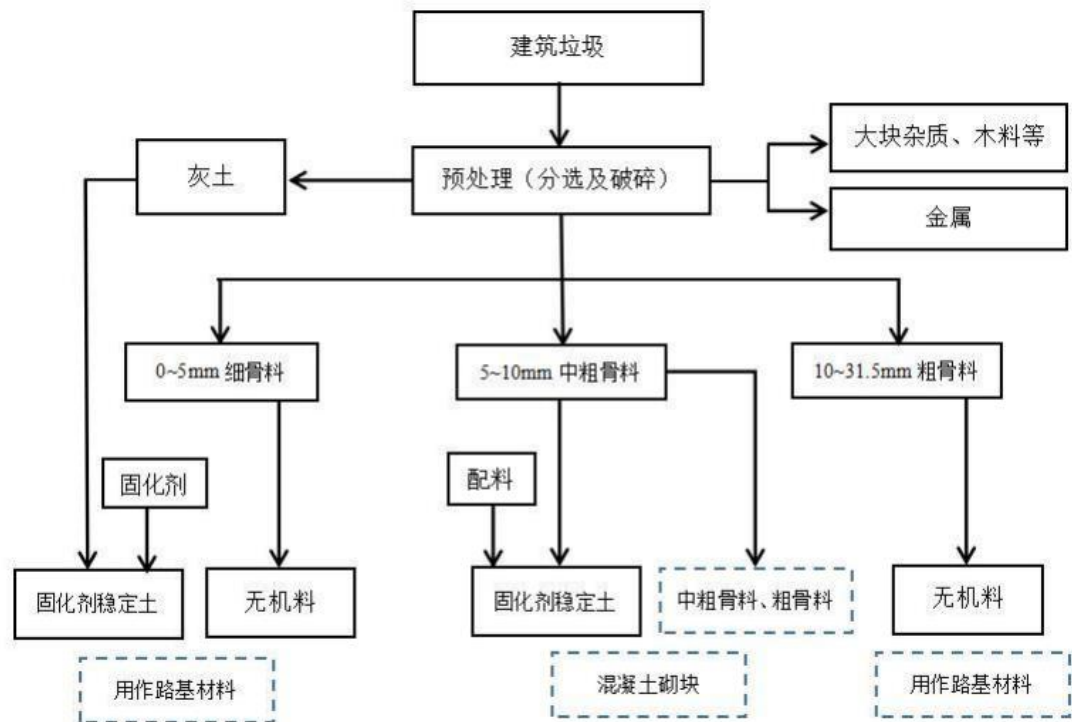 建筑垃圾
大块杂质、木料等
灰土
预处理（分选及破碎）
金属
0~5mm 细骨料
5~10mm 中粗骨料
10~31.5mm 粗骨料
固化剂
配料
固化剂稳定土
无机料
固化剂稳定土
中粗骨料、粗骨料
无机料
用作路基材料
混凝土砌块
用作路基材料